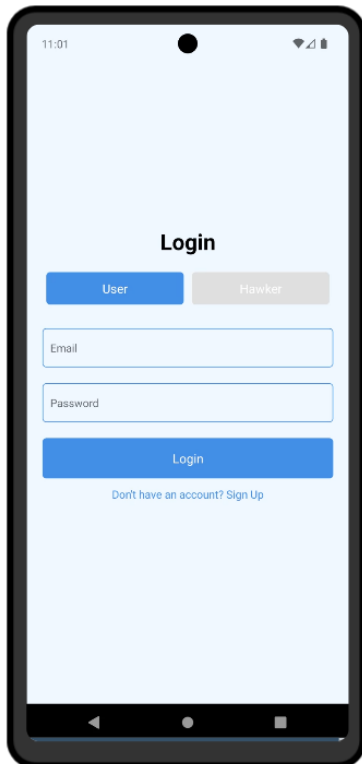 11:01
Login
User Hawker
Email
Password
Login
Don't have an account? Sign Up